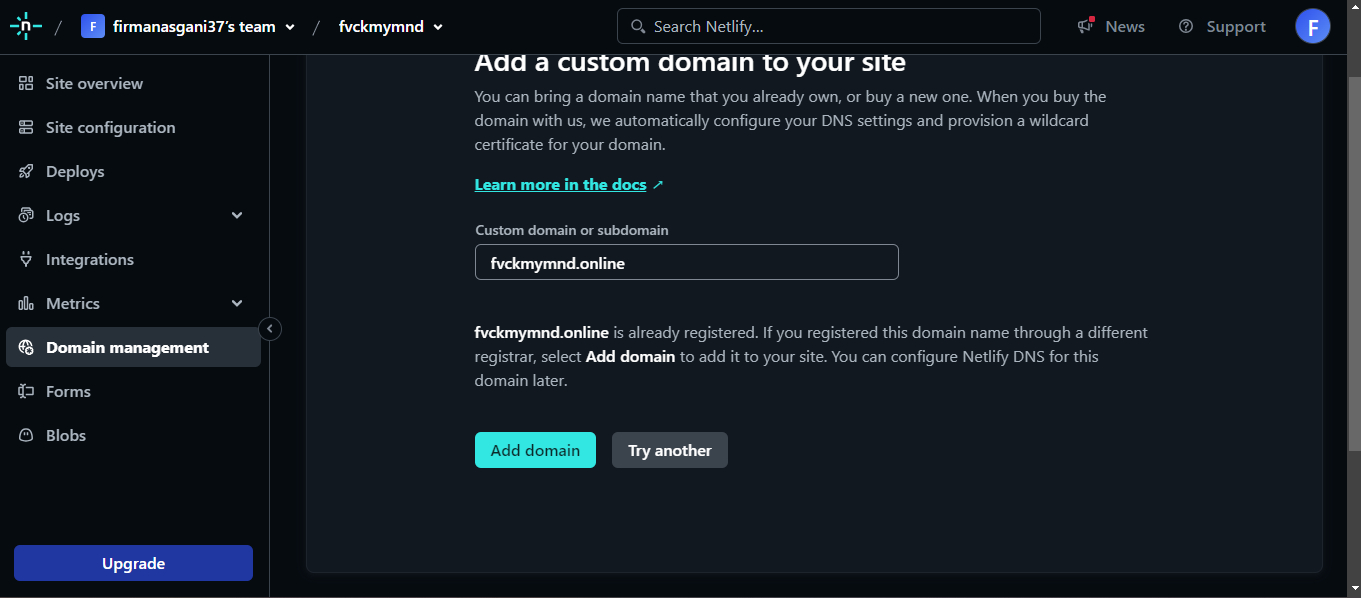 F firmanasgani37's team / fvckmymnd
Search Netlify...
News
Support
F
Site overview
Site configuration
Deploys
Logs
Integrations
Metrics
Domain management
Forms
Blobs
Upgrade
Add a custom domain to your site
You can bring a domain name that you already own, or buy a new one. When you buy the
domain with us, we automatically configure your DNS settings and provision a wildcard
certificate for your domain.
Learn more in the docs ↗
Custom domain or subdomain
fvckmymnd.online
fvckmymnd.online is already registered. If you registered this domain name through a different
registrar, select Add domain to add it to your site. You can configure Netlify DNS for this
domain later.
Add domain
Try another